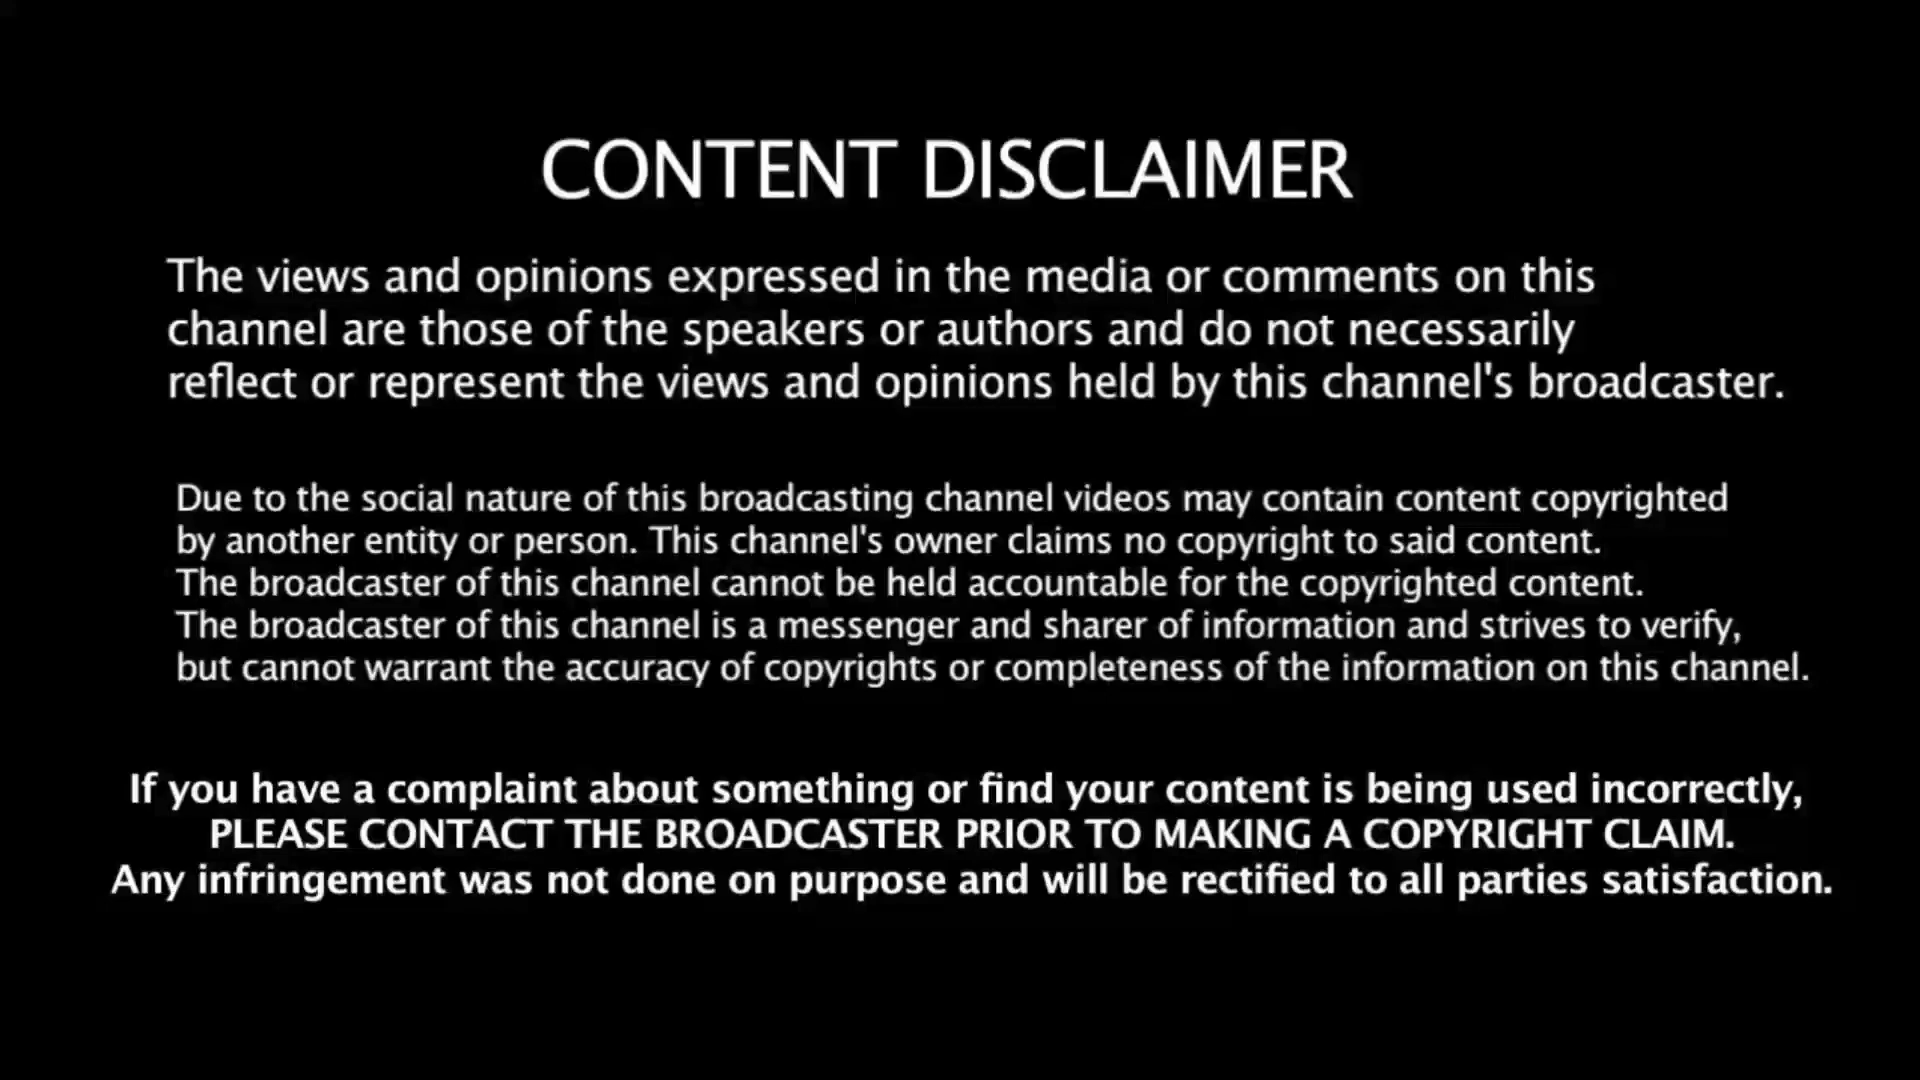 CONTENT DISCLAIMER
The views and opinions expressed in the media or comments on this
channel are those of the speakers or authors and do not necessarily
reflect or represent the views and opinions held by this channel's broadcaster.
Due to the social nature of this broadcasting channel videos may contain content copyrighted
by another entity or person. This channel's owner claims no copyright to said content.
The broadcaster of this channel cannot be held accountable for the copyrighted content.
The broadcaster of this channel is a messenger and sharer of information and strives to verify,
but cannot warrant the accuracy of copyrights or completeness of the information on this channel.
If you have a complaint about something or find your content is being used incorrectly,
PLEASE CONTACT THE BROADCASTER PRIOR TO MAKING A COPYRIGHT CLAIM.
Any infringement was not done on purpose and will be rectified to all parties satisfaction.